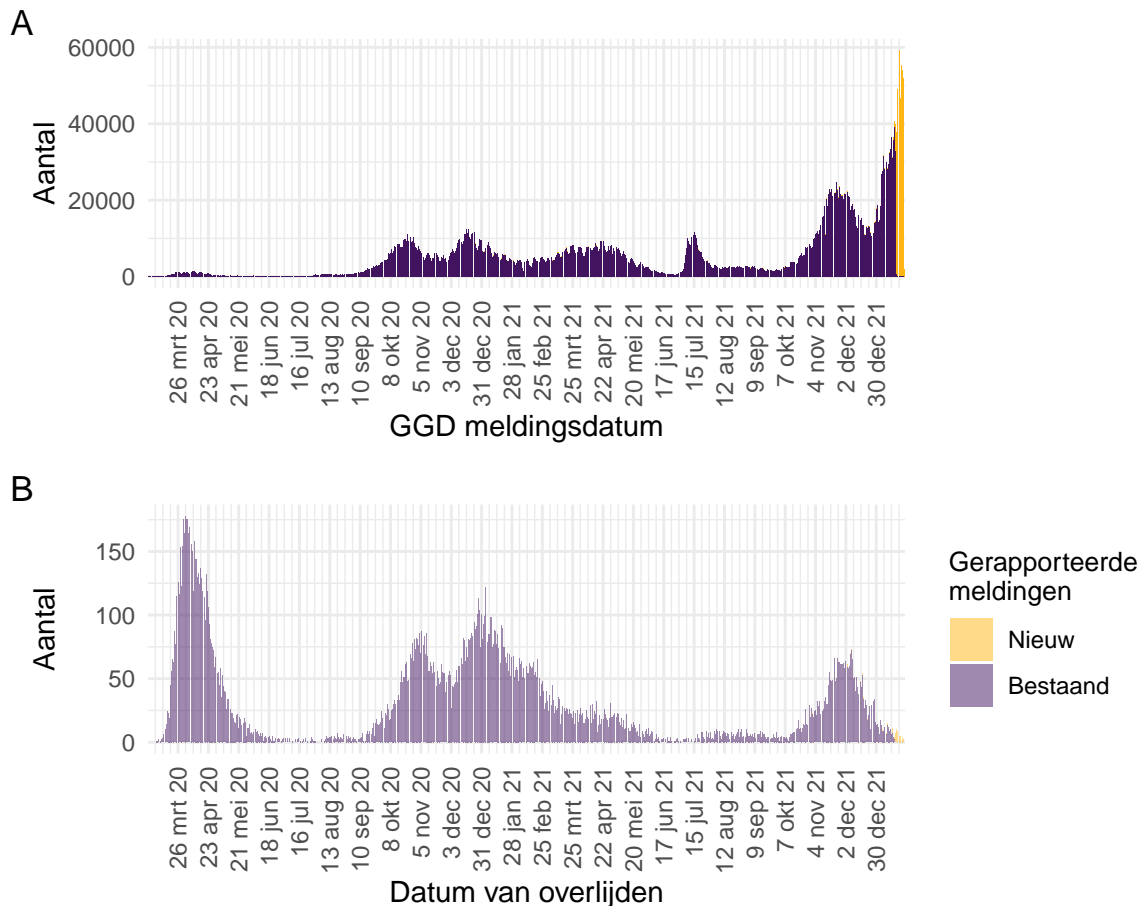 A
60000
40000
20000
0
Aantal
26 mrt 20
23 apr 20
21 mei 20
18 jun 20
16 jul 20
13 aug 20
10 sep 20
8 okt 20
5 nov 20
3 dec 20
31 dec 20
28 jan 21
25 feb 21
25 mrt 21
22 apr 21
20 mei 21
17 jun 21
15 jul 21
12 aug 21
9 sep 21
7 okt 21
4 nov 21
2 dec 21
30 dec 21
GGD meldingsdatum
B
150
100
50
0
Aantal
26 mrt 20
23 apr 20
21 mei 20
18 jun 20
16 jul 20
13 aug 20
10 sep 20
8 okt 20
5 nov 20
3 dec 20
31 dec 20
28 jan 21
25 feb 21
25 mrt 21
22 apr 21
20 mei 21
17 jun 21
15 jul 21
12 aug 21
9 sep 21
7 okt 21
4 nov 21
2 dec 21
30 dec 21
Datum van overlijden
Gerapporteerde
meldingen
Nieuw
Bestaand